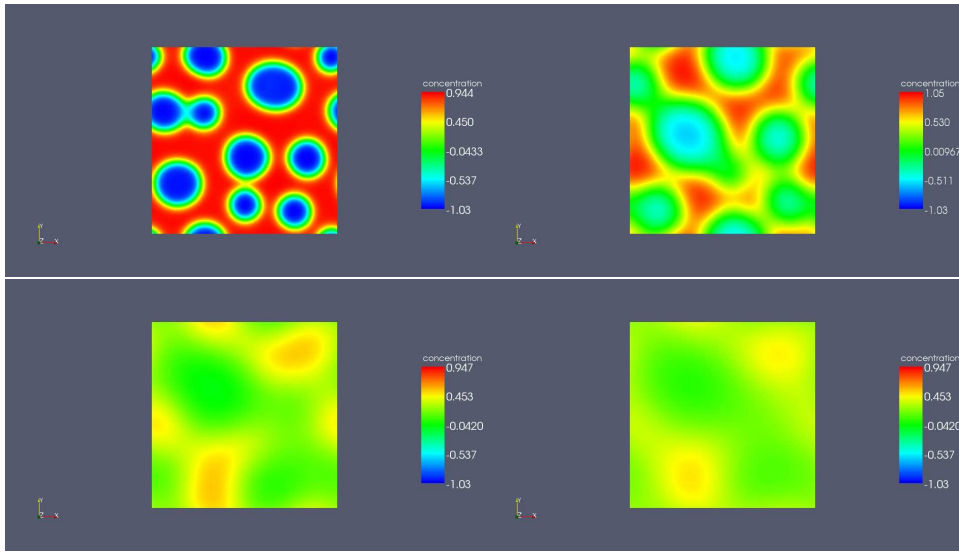 concentration
0.944
0.450
-0.0433
-0.537
-1.03
Y
Z X
concentration
1.05
0.530
0.00967
-0.511
-1.03
Y
Z X
concentration
0.947
0.453
-0.0420
-0.537
-1.03
Y
Z X
concentration
0.947
0.453
-0.0420
-0.537
-1.03
Y
Z X